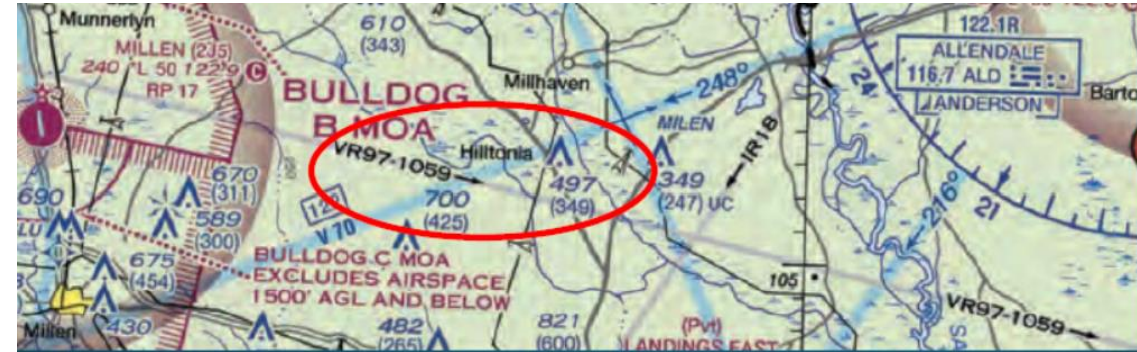 Munnerlyn
MILLEN (235)
240 *L 50 122.9 C
RP 17
610
(343)
BULLDOG
B MOA
Millhaven
248°
122.1R
ALLENDALE
116.7 ALD
ANDERSON
24
Barto
MILEN
VR97-1059
Hilltonia
IR18
497
(349)
349
(247) UC
700
(425)
V 70
670
(311)
690
589
(300)
675
(454)
BULLDOG C MOA
EXCLUDES AIRSPACE
1500' AGL AND BELOW
216°
21
105
VR97-1059
SA
Millen
430
482
(265)
821
(600)
(Pvt)
LANDINGS EAST